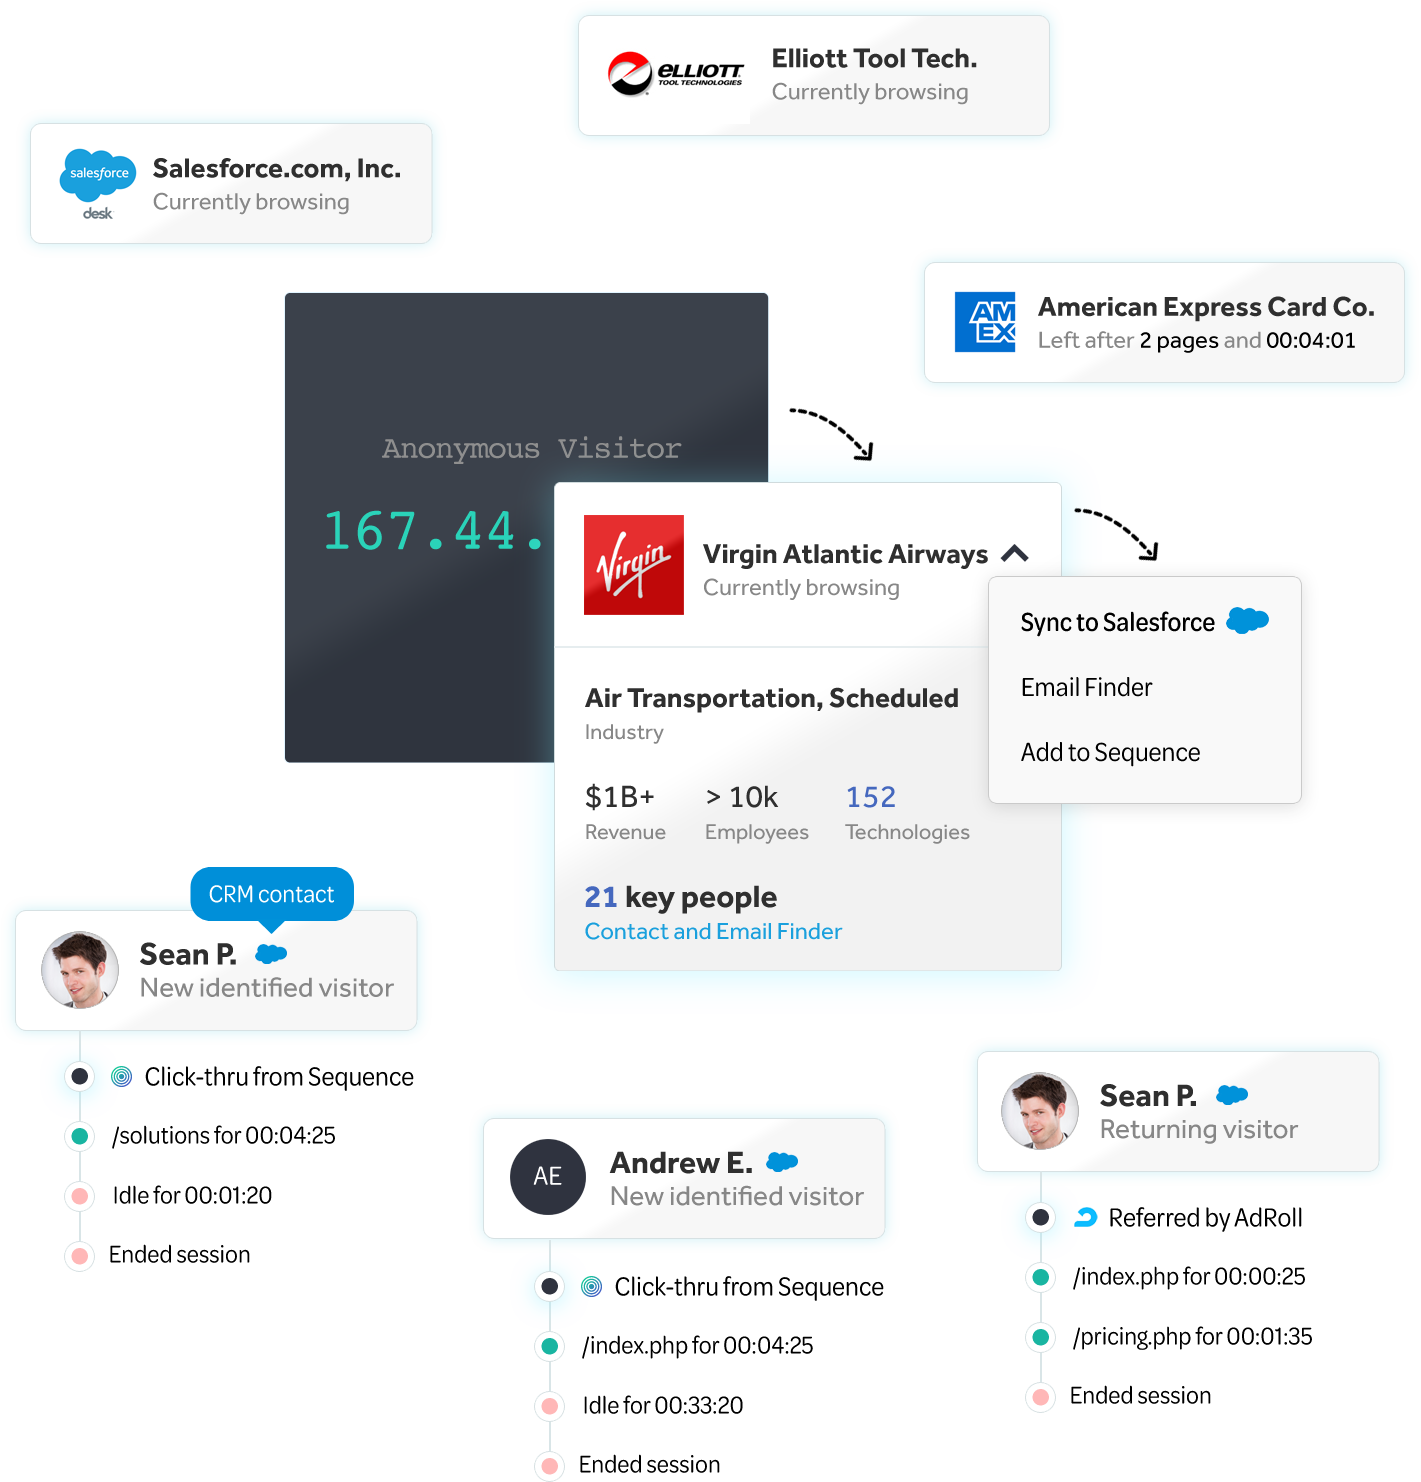 ELLIOTT
TOOL TECHNOLOGIES
Elliott Tool Tech.
Currently browsing
salesforce
desk
Salesforce.com, Inc.
Currently browsing
AM
EX
American Express Card Co.
Left after 2 pages and 00:04:01
Anonymous Visitor
167.44.
Virgin
Virgin Atlantic Airways
Currently browsing
Sync to Salesforce
Email Finder
Add to Sequence
Air Transportation, Scheduled
Industry
$1B+ > 10k 152
Revenue Employees Technologies
21 key people
Contact and Email Finder
CRM contact
Sean P.
New identified visitor
Click-thru from Sequence
/solutions for 00:04:25
Idle for 00:01:20
Ended session
AE
Andrew E.
New identified visitor
Click-thru from Sequence
/index.php for 00:04:25
Idle for 00:33:20
Ended session
Sean P.
Returning visitor
Referred by AdRoll
/index.php for 00:00:25
/pricing.php for 00:01:35
Ended session